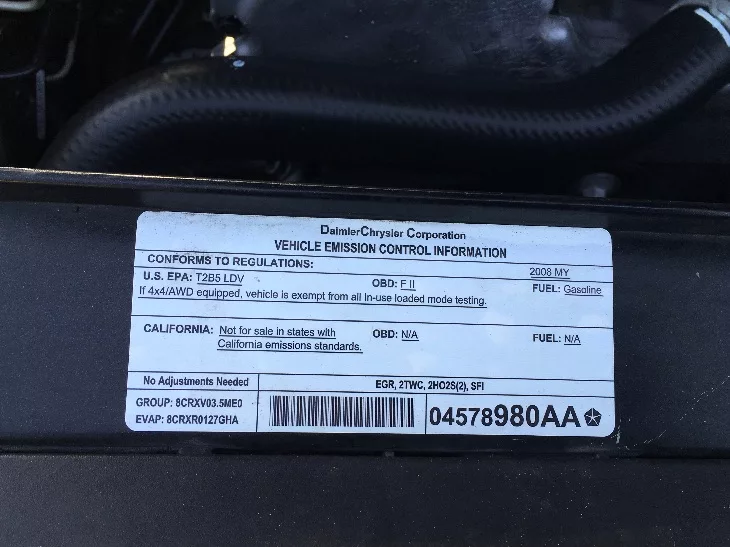 DaimlerChrysler Corporation
VEHICLE EMISSION CONTROL INFORMATION
CONFORMS TO REGULATIONS: 2008 MY
U.S. EPA: T2B5 LDV OBD: F II FUEL: Gasoline
If 4x4/AWD equipped, vehicle is exempt from all in-use loaded mode testing.
CALIFORNIA: Not for sale in states with OBD: N/A FUEL: N/A
California emissions standards.
No Adjustments Needed EGR, 2TWC, 2HO2S(2), SFI
GROUP: 8CRXV03.5ME0
EVAP: 8CRXR0127GHA
04578980AA